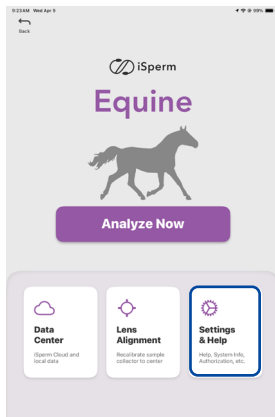 9:23 AM Wed Apr 9
99%
Back
iSperm
Equine
Analyze Now
Data
Center
iSperm Cloud and
local data
Lens
Alignment
Recalibrate sample
collector to center
Settings
& Help
Help, System Info,
Authorization, etc.